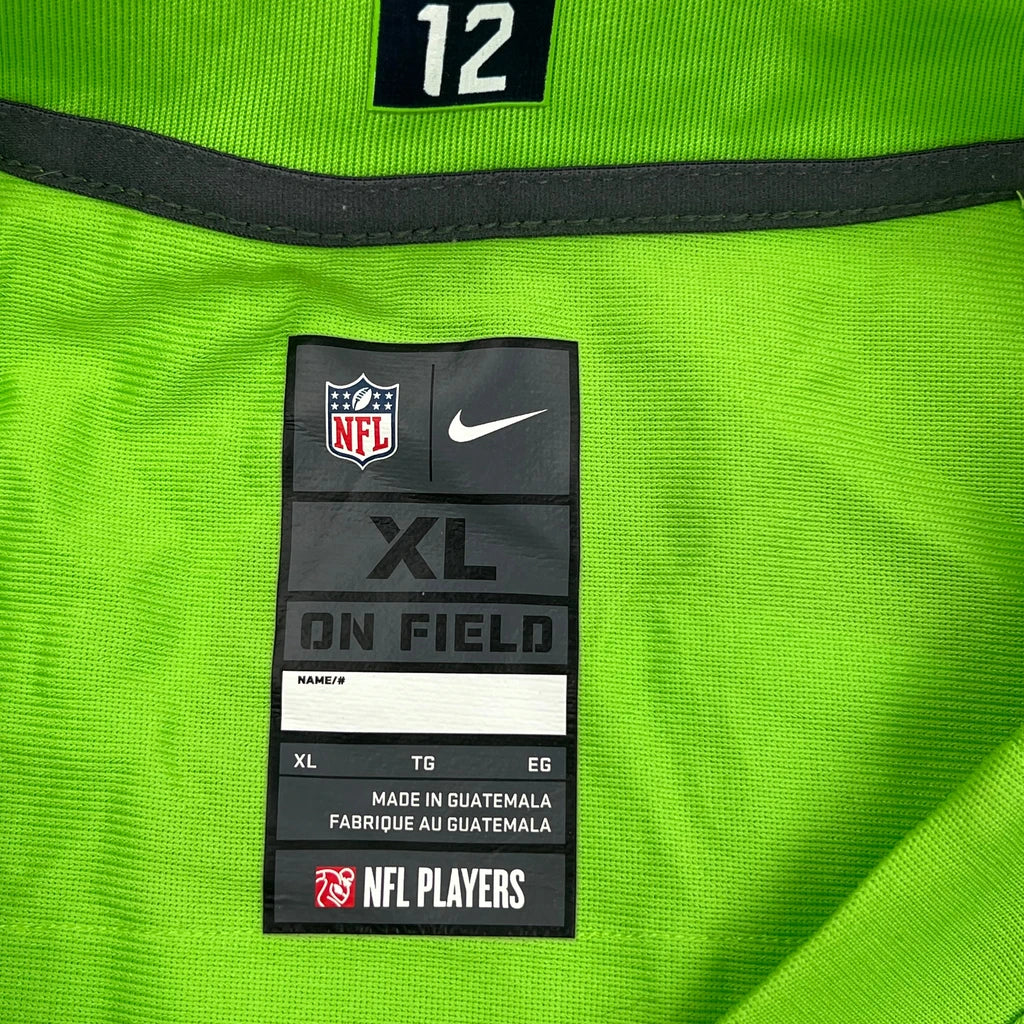 12
NFL
XL
ON FIELD
NAME/#
XL TG EG
MADE IN GUATEMALA
FABRIQUE AU GUATEMALA
NFL PLAYERS